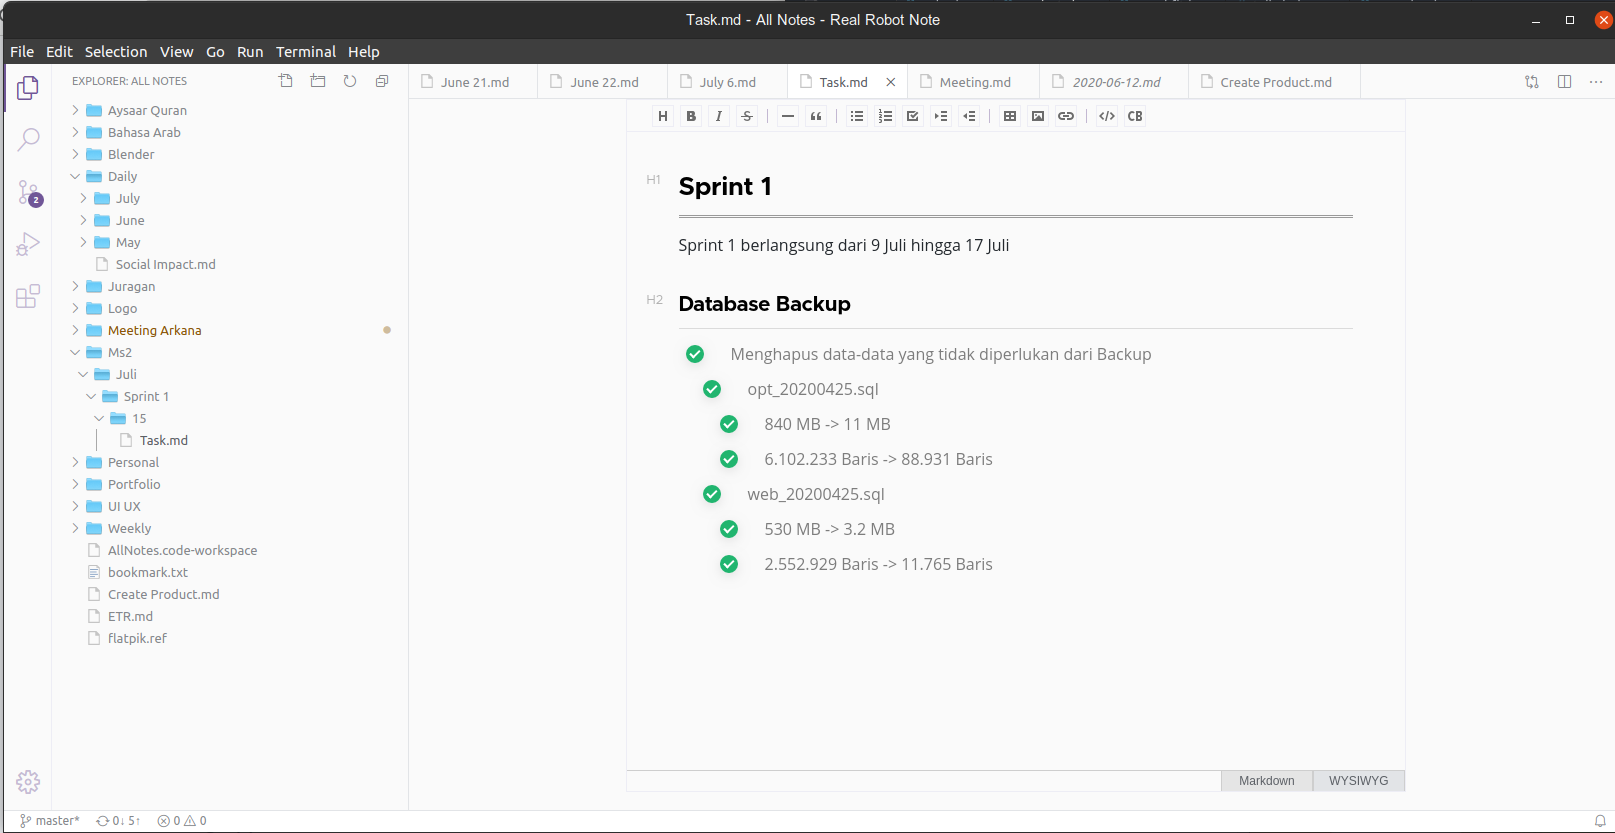 Task.md - All Notes - Real Robot Note
File Edit Selection View Go Run Terminal Help
EXPLORER: ALL NOTES
June 21.md
June 22.md
July 6.md
Task.md
Meeting.md
2020-06-12.md
Create Product.md
Aysaar Quran
Bahasa Arab
Blender
Daily
July
June
May
Social Impact.md
Juragan
Logo
Meeting Arkana
Ms2
Juli
Sprint 1
15
Task.md
Personal
Portfolio
UI UX
Weekly
AllNotes.code-workspace
bookmark.txt
Create Product.md
ETR.md
flatpik.ref
2
H B I S
CB
H1
Sprint 1
Sprint 1 berlangsung dari 9 Juli hingga 17 Juli
H2
Database Backup
Menghapus data-data yang tidak diperlukan dari Backup
opt_20200425.sql
840 MB -> 11 MB
6.102.233 Baris -> 88.931 Baris
web_20200425.sql
530 MB -> 3.2 MB
2.552.929 Baris -> 11.765 Baris
Markdown
WYSIWYG
master* 0↓ 5↑ 0 0